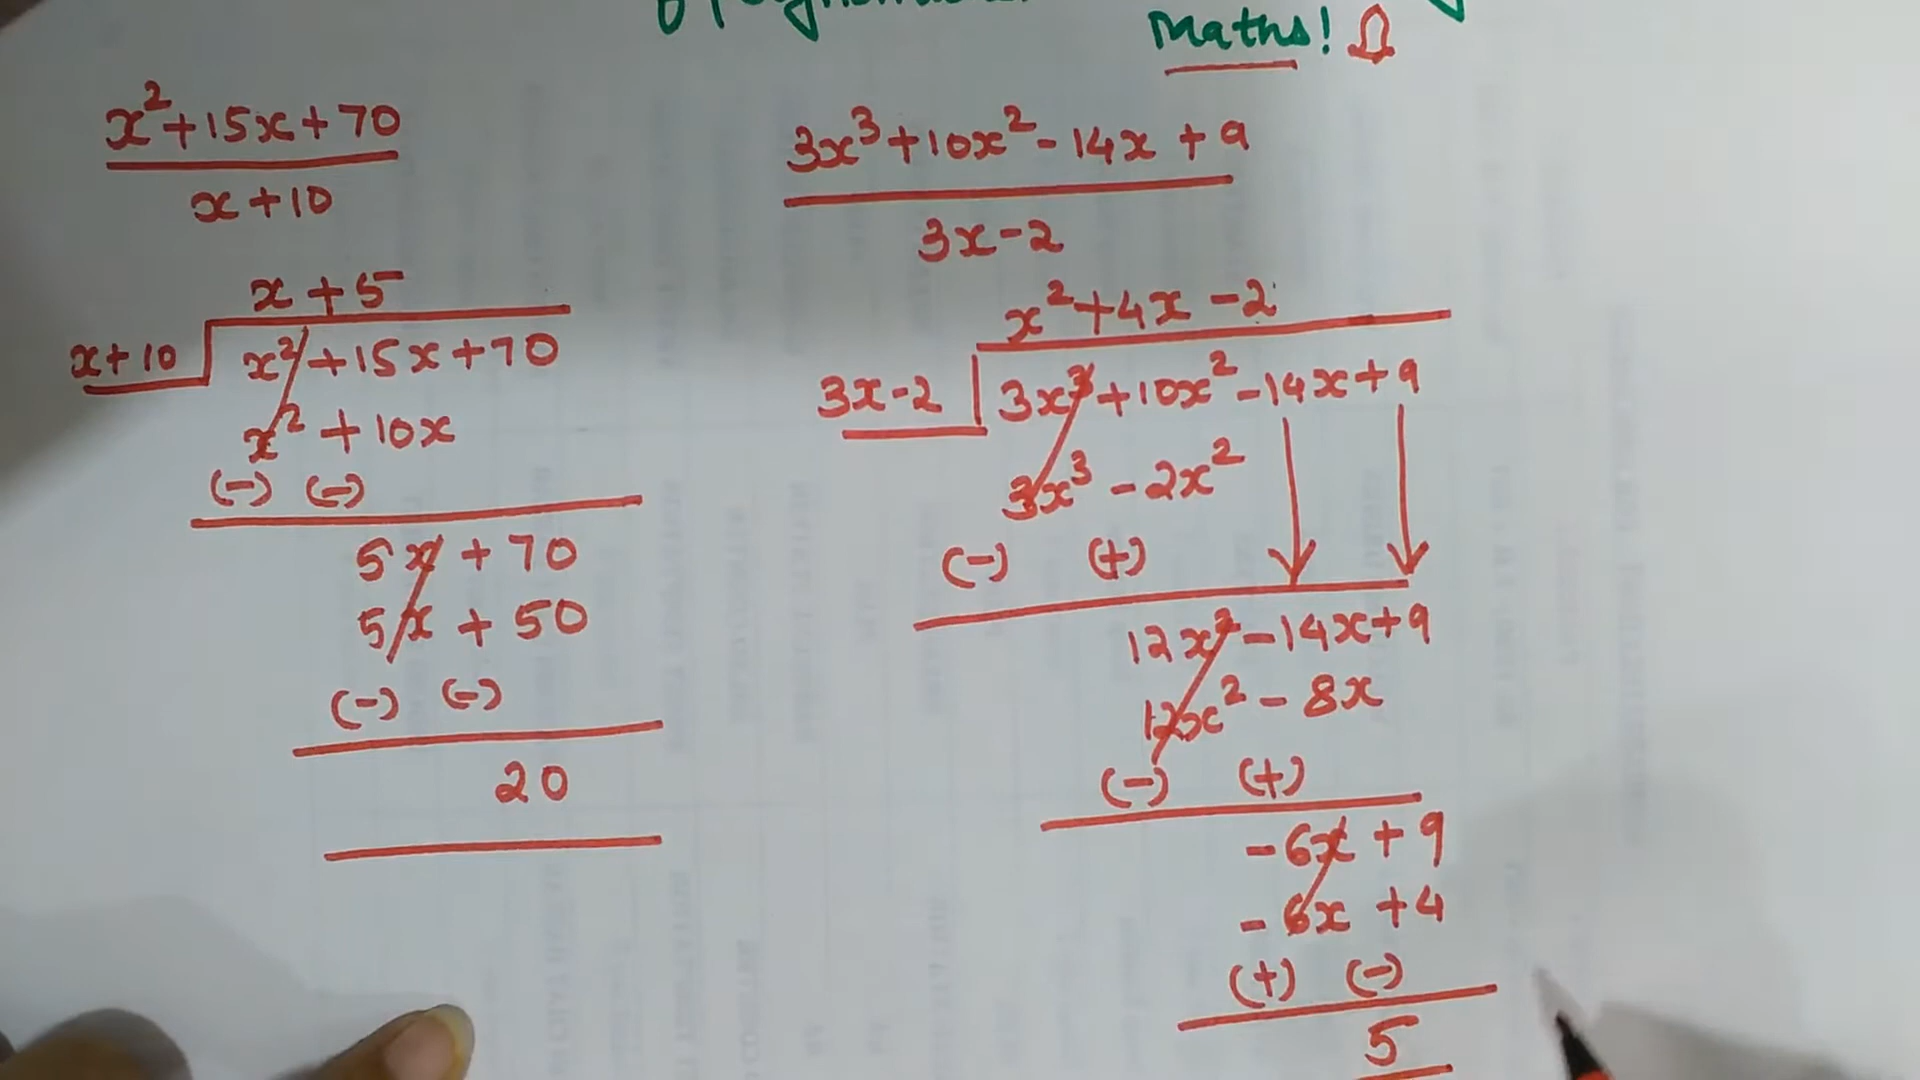 Maths!
x²+15x+70
x+10
x+5
x+10 x²+15x+70
x²+10x
(-) (-)
5x+70
5x+50
(-) (-)
20
3x³+10x²-14x+9
3x-2
x²+4x-2
3x-2 3x³+10x²-14x+9
3x³-2x²
(-) (+)
12x²-14x+9
12x²-8x
(-) (+)
-6x+9
-6x+4
(+) (-)
5